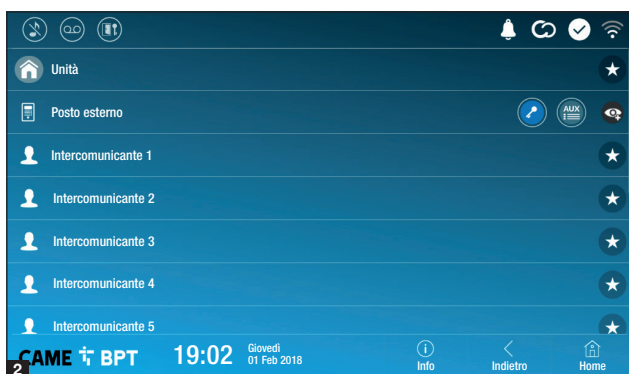 Unità
Posto esterno
AUX
Intercomunicante 1
Intercomunicante 2
Intercomunicante 3
Intercomunicante 4
Intercomunicante 5
2
CAME BPT
19:02
Giovedì
01 Feb 2018
Info
Indietro
Home